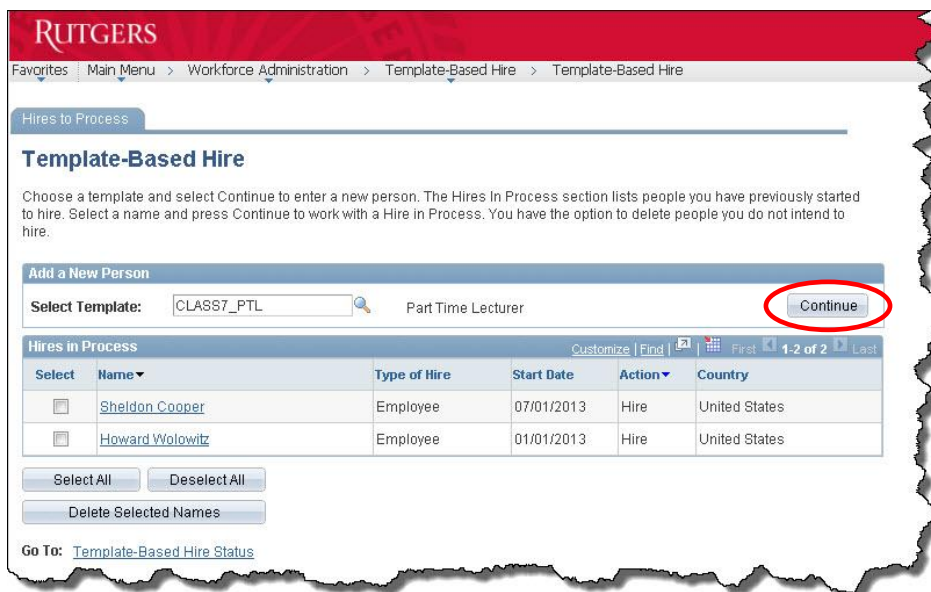 RUTGERS
Favorites Main Menu > Workforce Administration > Template-Based Hire > Template-Based Hire
Hires to Process
Template-Based Hire
Choose a template and select Continue to enter a new person. The Hires In Process section lists people you have previously started
to hire. Select a name and press Continue to work with a Hire in Process. You have the option to delete people you do not intend to
hire.
Add a New Person
Select Template: CLASS7_PTL Part Time Lecturer Continue
Hires in Process Customize | Find | First 1-2 of 2 Last
Select Name Type of Hire Start Date Action Country
Sheldon Cooper Employee 07/01/2013 Hire United States
Howard Wolowitz Employee 01/01/2013 Hire United States
Select All Deselect All
Delete Selected Names
Go To: Template-Based Hire Status